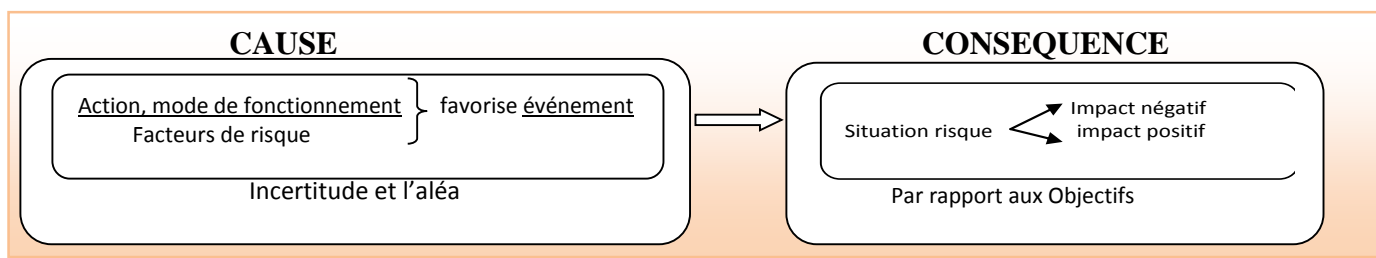 CAUSE
Action, mode de fonctionnement favorise événement
Facteurs de risque
Incertitude et l’aléa
CONSEQUENCE
Impact négatif
Situation risque impact positif
Par rapport aux Objectifs